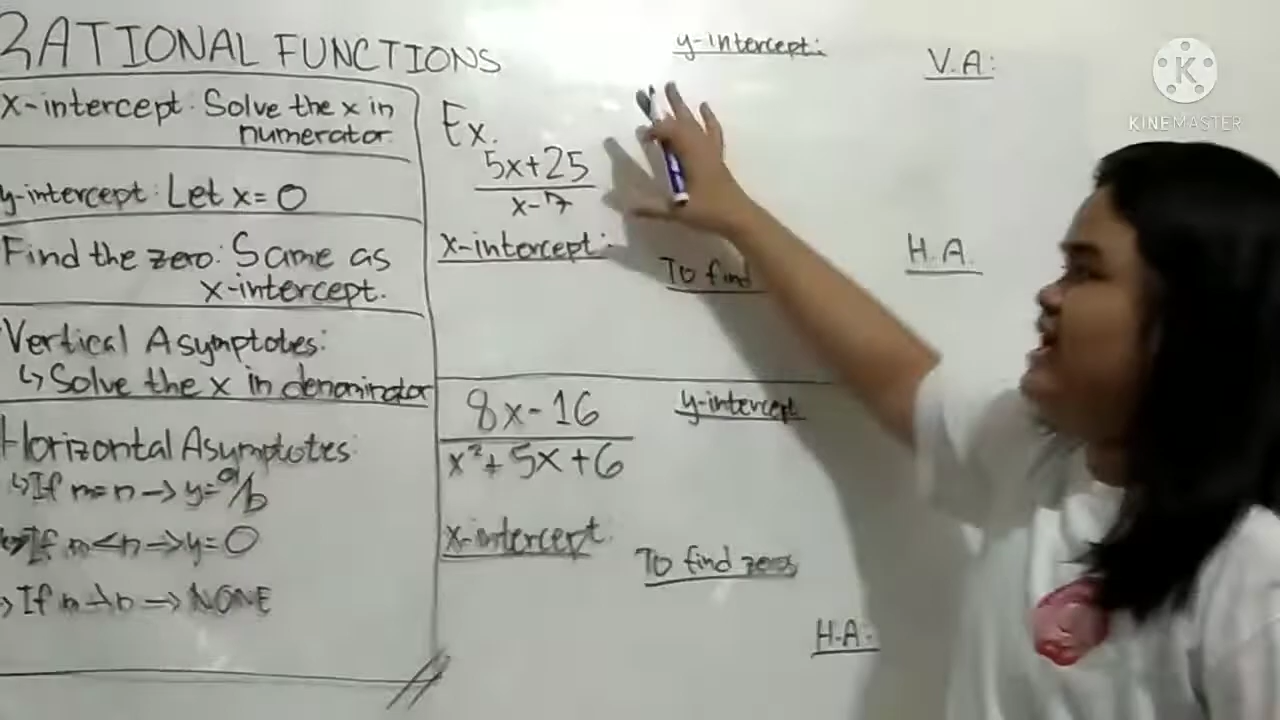 RATIONAL FUNCTIONS
x-intercept: Solve the x in
numerator
y-intercept: Let x=0
Find the zero: Same as
x-intercept.
Vertical Asymptotes:
↳ Solve the x in denominator
Horizontal Asymptotes:
↳ If m=n → y=a/b
↳ If m<n → y=0
↳ If m>n → NONE
Ex.
5x+25
x-7
x-intercept:
y-intercept:
To find
V.A:
H.A.
8x-16
x²+5x+6
x-intercept.
y-intercept
To find zeros
H.A:
K
KINEMASTER